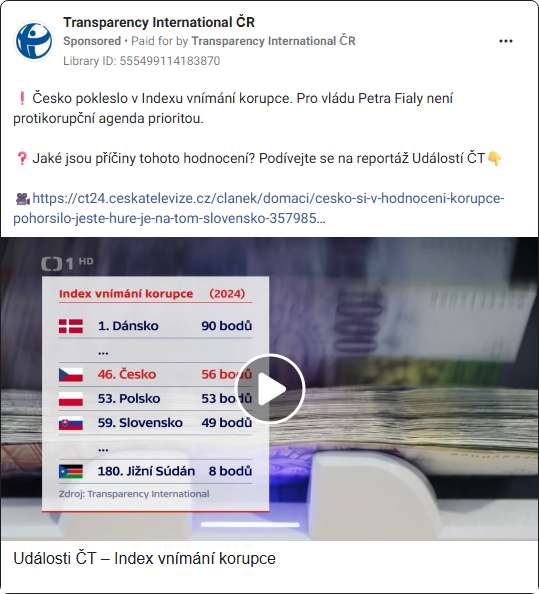 Transparency International ČR
Sponsored • Paid for by Transparency International ČR
Library ID: 555499114183870
❗ Česko pokleslo v Indexu vnímání korupce. Pro vládu Petra Fialy není
protikorupční agenda prioritou.
❓ Jaké jsou příčiny tohoto hodnocení? Podívejte se na reportáž Událostí ČT👇
🎥https://ct24.ceskatelevize.cz/clanek/domaci/cesko-si-v-hodnoceni-korupce-
pohorsilo-jeste-hure-je-na-tom-slovensko-357985…
1 HD
Index vnímání korupce (2024)
1. Dánsko 90 bodů
...
46. Česko 56 bodů
53. Polsko 53 bodů
59. Slovensko 49 bodů
...
180. Jižní Súdán 8 bodů
Zdroj: Transparency International
Události ČT – Index vnímání korupce